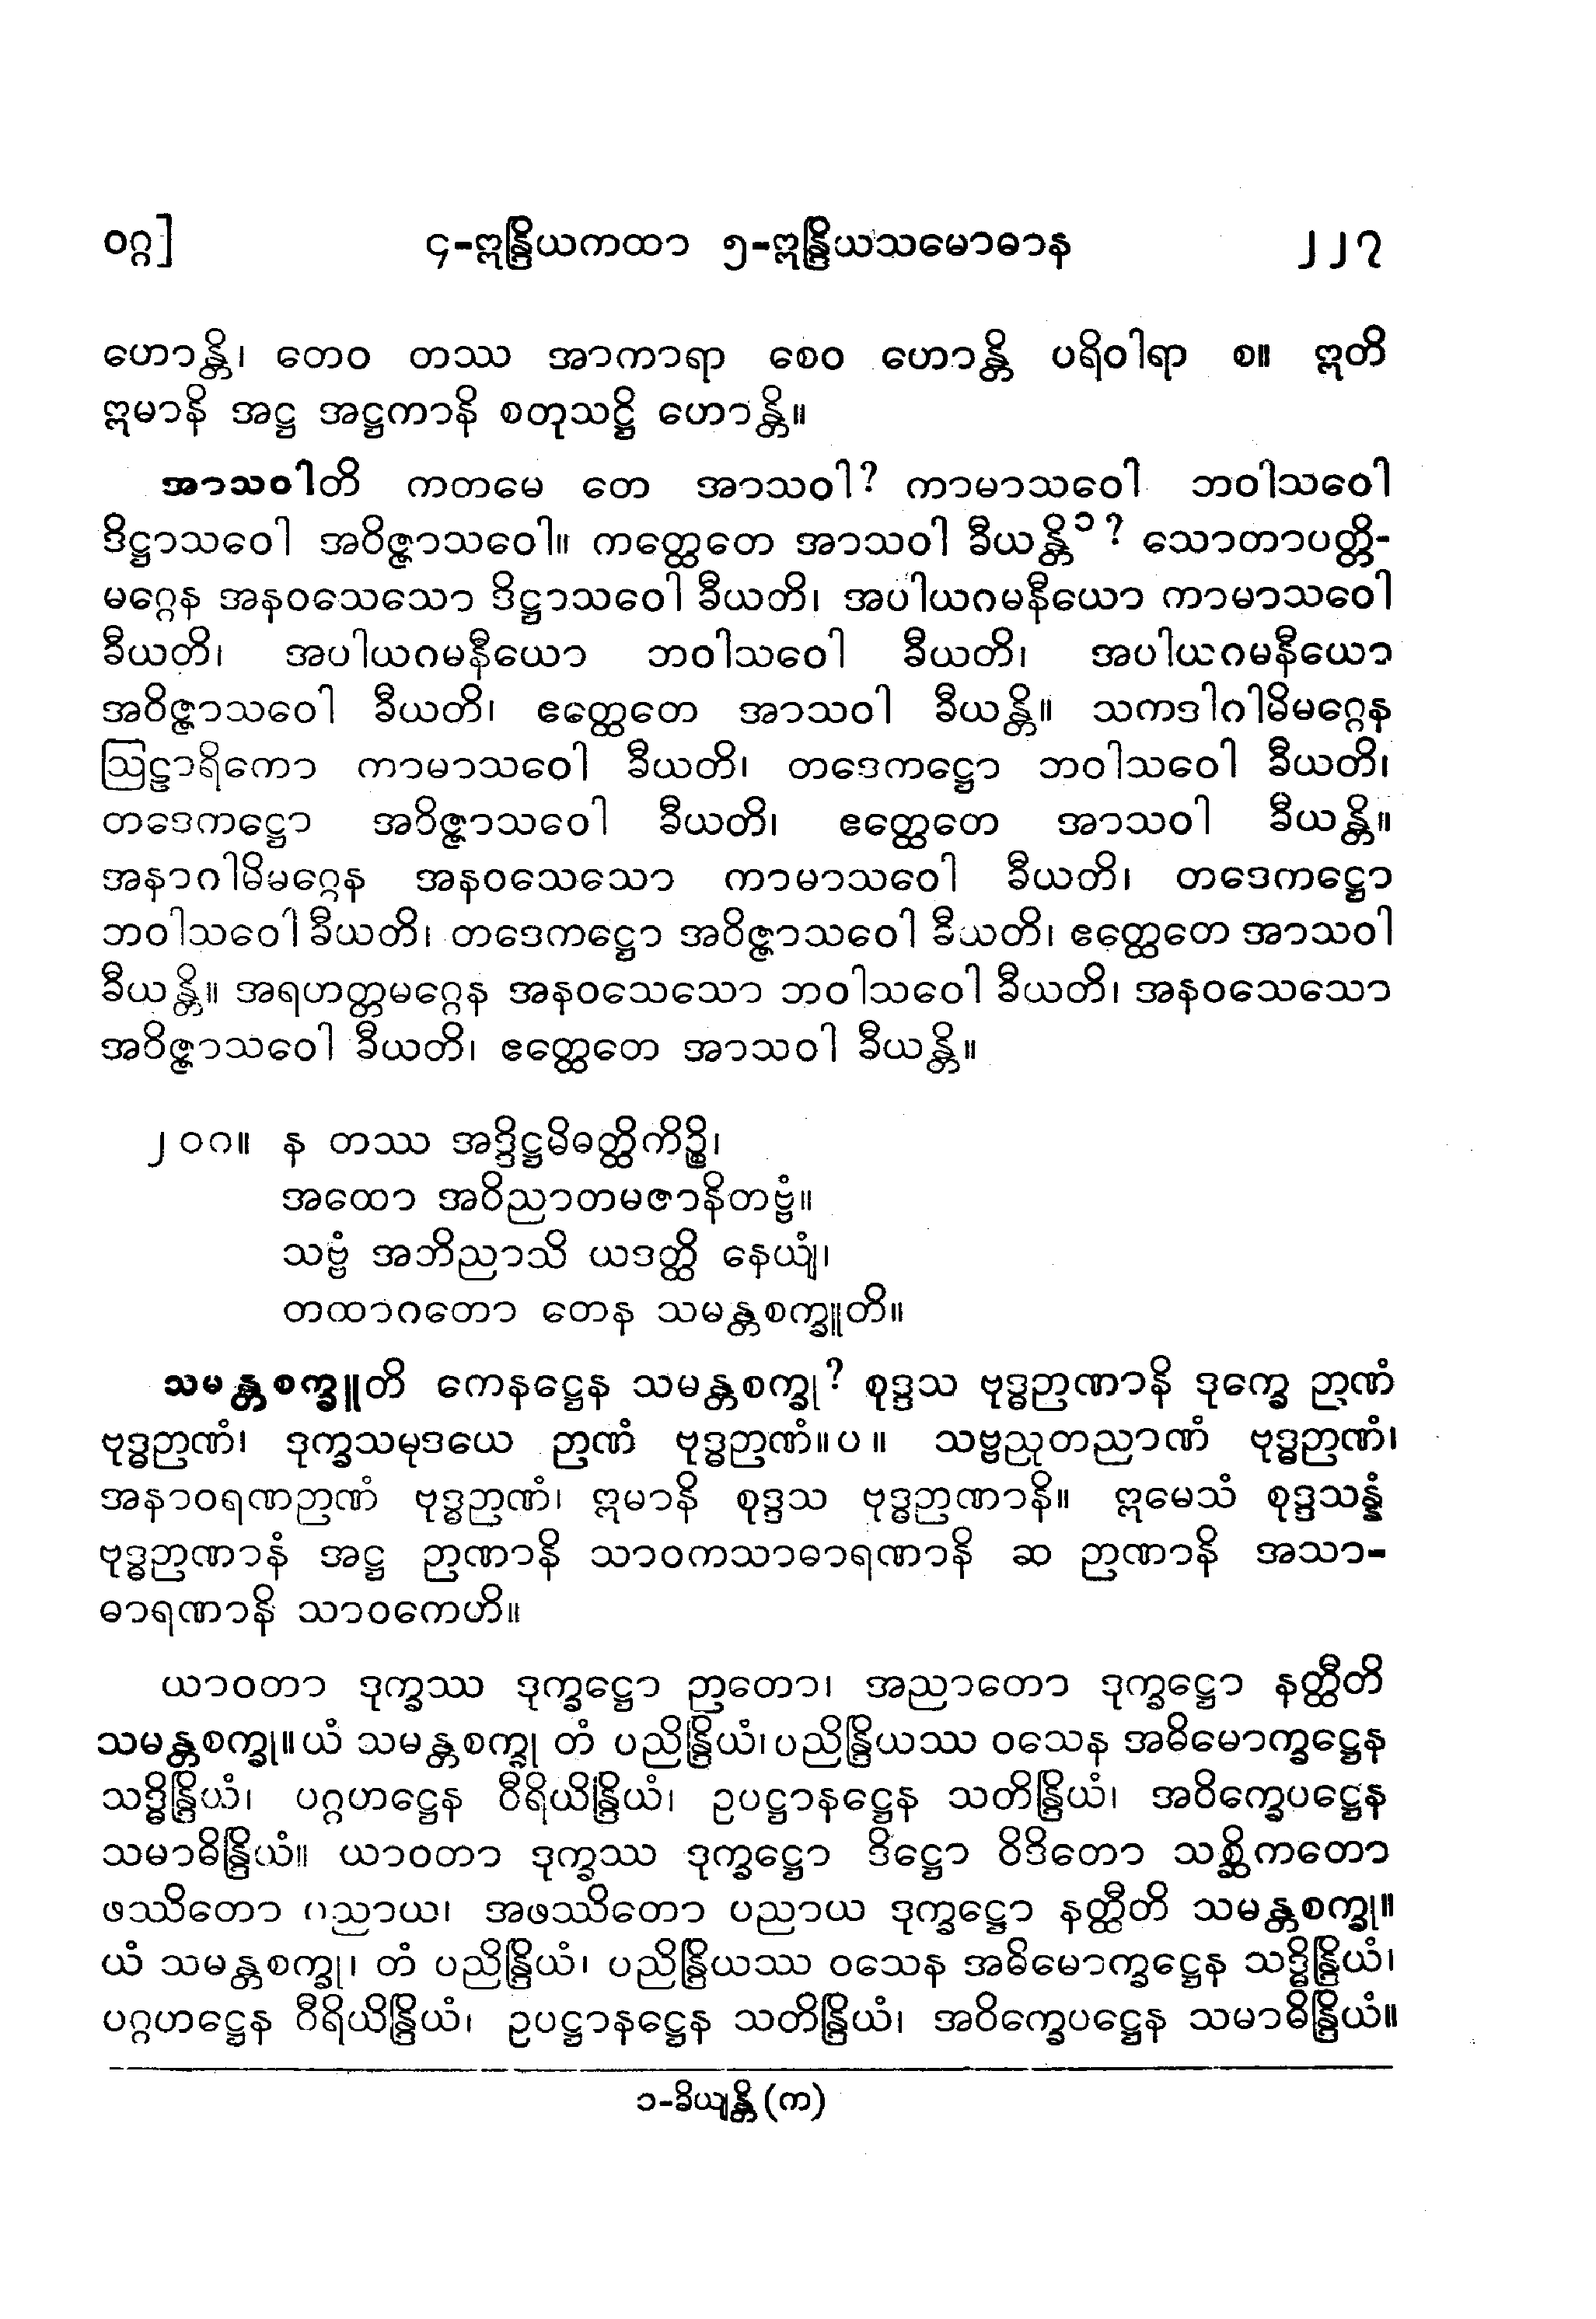 ဝဂ္ဂ] ၄-ဣန္ဒြိယကထာ ၅-ဣန္ဒြိယသမောဓာန ၂၂၇
ဟောန္တိ၊ တေဝ တဿ အာကာရာ စေဝ ဟောန္တိ ပရိဝါရာ စ။ ဣတိ
ဣမာနိ အဋ္ဌ အဋ္ဌကာနိ စတုသဋ္ဌိ ဟောန္တိ။
အာသဝါတိ ကတမေ တေ အာသဝါ? ကာမာသဝေါ ဘဝါသဝေါ
ဒိဋ္ဌာသဝေါ အဝိဇ္ဇာသဝေါ။ ကတ္ထေတေ အာသဝါ ခီယန္တိ၁? သောတာပတ္တိ-
မဂ္ဂေန အနဝသေသော ဒိဋ္ဌာသဝေါ ခီယတိ၊ အပါယဂမနီယော ကာမာသဝေါ
ခီယတိ၊ အပါယဂမနီယော ဘဝါသဝေါ ခီယတိ၊ အပါယဂမနီယော
အဝိဇ္ဇာသဝေါ ခီယတိ၊ ဧတ္ထေတေ အာသဝါ ခီယန္တိ။ သကဒါဂါမိမဂ္ဂေန
ဩဠာရိကော ကာမာသဝေါ ခီယတိ၊ တဒေကဋ္ဌော ဘဝါသဝေါ ခီယတိ၊
တဒေကဋ္ဌော အဝိဇ္ဇာသဝေါ ခီယတိ၊ ဧတ္ထေတေ အာသဝါ ခီယန္တိ။
အနာဂါမိမဂ္ဂေန အနဝသေသော ကာမာသဝေါ ခီယတိ၊ တဒေကဋ္ဌော
ဘဝါသဝေါ ခီယတိ၊ တဒေကဋ္ဌော အဝိဇ္ဇာသဝေါ ခီယတိ၊ ဧတ္ထေတေ အာသဝါ
ခီယန္တိ။ အရဟတ္တမဂ္ဂေန အနဝသေသော ဘဝါသဝေါ ခီယတိ၊ အနဝသေသော
အဝိဇ္ဇာသဝေါ ခီယတိ၊ ဧတ္ထေတေ အာသဝါ ခီယန္တိ။
၂၀၈။ န တဿ အဒ္ဒိဋ္ဌမိဓတ္ထိကိဉ္စိ၊
အထော အဝိညာတမဇာနိတဗ္ဗံ။
သဗ္ဗံ အဘိညာသိ ယဒတ္ထိ နေယျံ၊
တထာဂတော တေန သမန္တစက္ခူတိ။
သမန္တစက္ခူတိ ကေနဋ္ဌေန သမန္တစက္ခု? စုဒ္ဒသ ဗုဒ္ဓဉာဏာနိ ဒုက္ခေ ဉာဏံ
ဗုဒ္ဓဉာဏံ၊ ဒုက္ခသမုဒယေ ဉာဏံ ဗုဒ္ဓဉာဏံ။ပ။ သဗ္ဗညုတညာဏံ ဗုဒ္ဓဉာဏံ၊
အနာဝရဏဉာဏံ ဗုဒ္ဓဉာဏံ၊ ဣမာနိ စုဒ္ဒသ ဗုဒ္ဓဉာဏာနိ။ ဣမေသံ စုဒ္ဒသန္နံ
ဗုဒ္ဓဉာဏာနံ အဋ္ဌ ဉာဏာနိ သာဝကသာဓာရဏာနိ ဆ ဉာဏာနိ အသာ-
ဓာရဏာနိ သာဝကေဟိ။
ယာဝတာ ဒုက္ခဿ ဒုက္ခဋ္ဌော ဉာတော၊ အညာတော ဒုက္ခဋ္ဌော နတ္ထီတိ
သမန္တစက္ခု။ ယံ သမန္တစက္ခု တံ ပညိန္ဒြိယံ၊ ပညိန္ဒြိယဿ ဝသေန အဓိမောက္ခဋ္ဌေန
သဒ္ဓိန္ဒြိယံ၊ ပဂ္ဂဟဋ္ဌေန ဝီရိယိန္ဒြိယံ၊ ဥပဋ္ဌာနဋ္ဌေန သတိန္ဒြိယံ၊ အဝိက္ခေပဋ္ဌေန
သမာဓိန္ဒြိယံ။ ယာဝတာ ဒုက္ခဿ ဒုက္ခဋ္ဌော ဒိဋ္ဌော ဝိဒိတော သစ္ဆိကတော
ဖဿိတော ပညာယ၊ အဖဿိတော ပညာယ ဒုက္ခဋ္ဌော နတ္ထီတိ သမန္တစက္ခု။
ယံ သမန္တစက္ခု၊ တံ ပညိန္ဒြိယံ၊ ပညိန္ဒြိယဿ ဝသေန အဓိမောက္ခဋ္ဌေန သဒ္ဓိန္ဒြိယံ၊
ပဂ္ဂဟဋ္ဌေန ဝီရိယိန္ဒြိယံ၊ ဥပဋ္ဌာနဋ္ဌေန သတိန္ဒြိယံ၊ အဝိက္ခေပဋ္ဌေန သမာဓိန္ဒြိယံ။
၁-ခိယျန္တိ (က)